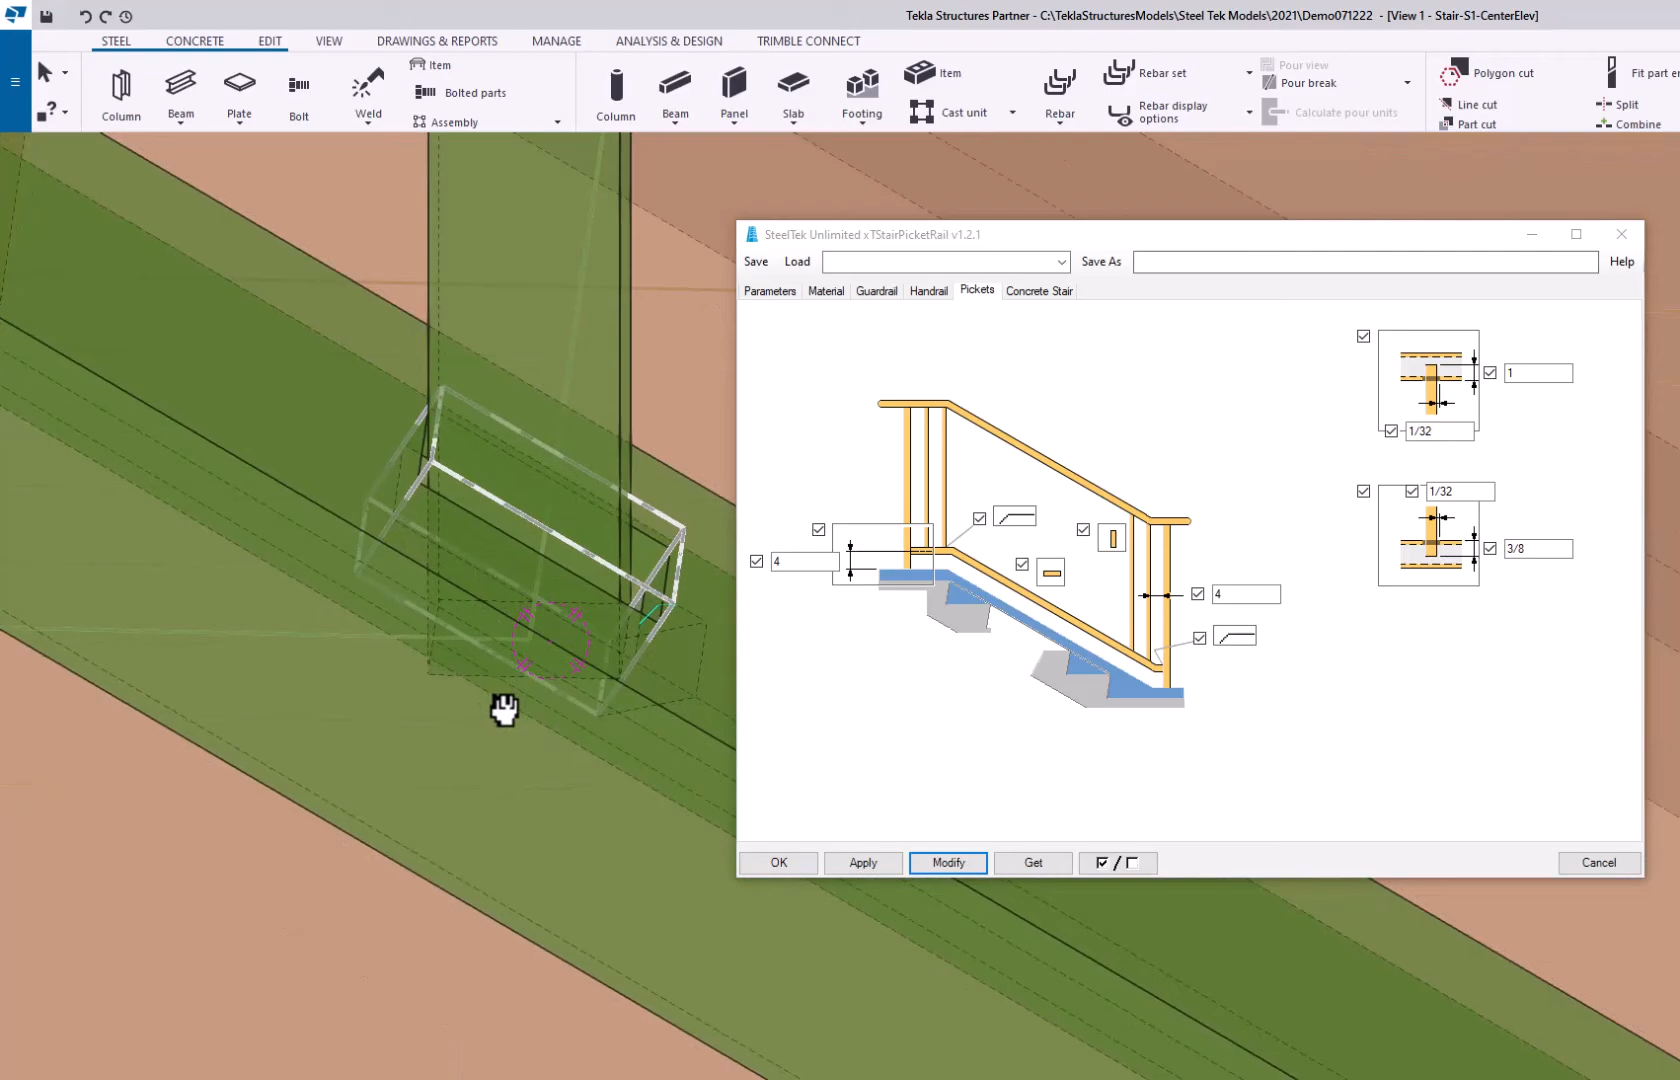 Tekla Structures Partner - C:\TeklaStructuresModels\Steel Tek Models\2021\Demo071222 - [View 1 - Stair-S1-CenterElev]
STEEL CONCRETE EDIT VIEW DRAWINGS & REPORTS MANAGE ANALYSIS & DESIGN TRIMBLE CONNECT
Column
Beam
Plate
Bolt
Weld
Item
Bolted parts
Assembly
Column
Beam
Panel
Slab
Footing
Item
Cast unit
Rebar
Rebar set
Rebar display
options
Pour view
Pour break
Calculate pour units
Polygon cut
Line cut
Part cut
Fit part en
Split
Combine
SteelTek Unlimited xTStairPicketRail v1.2.1
Save Load Save As Help
Parameters Material Guardrail Handrail Pickets Concrete Stair
1
1/32
1/32
3/8
4
4
OK Apply Modify Get / Cancel